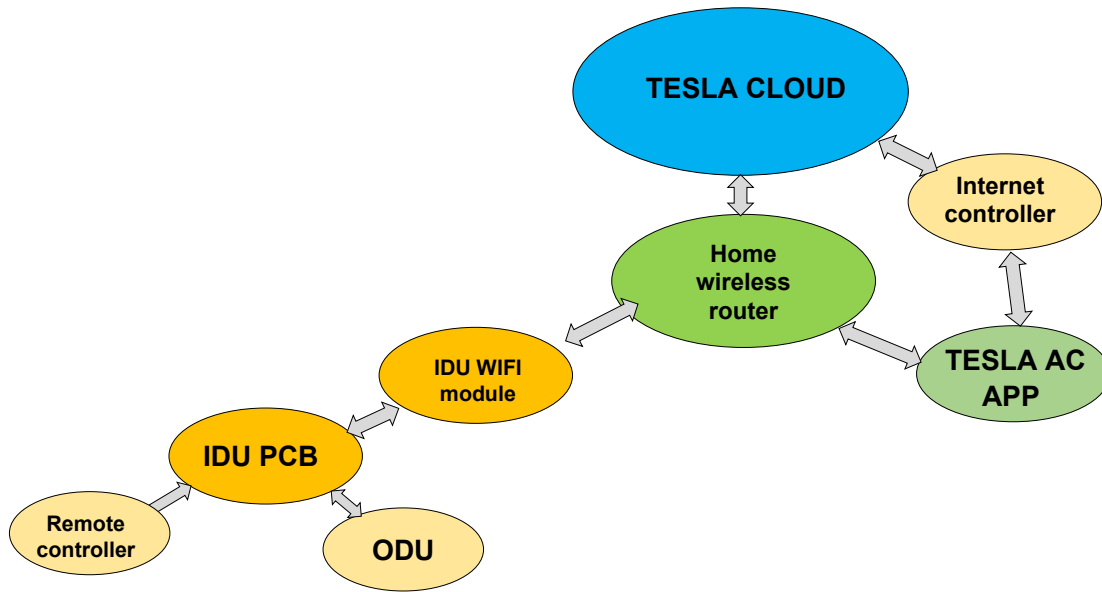 TESLA CLOUD
Internet
controller
Home
wireless
router
TESLA AC
APP
IDU WIFI
module
IDU PCB
Remote
controller
ODU